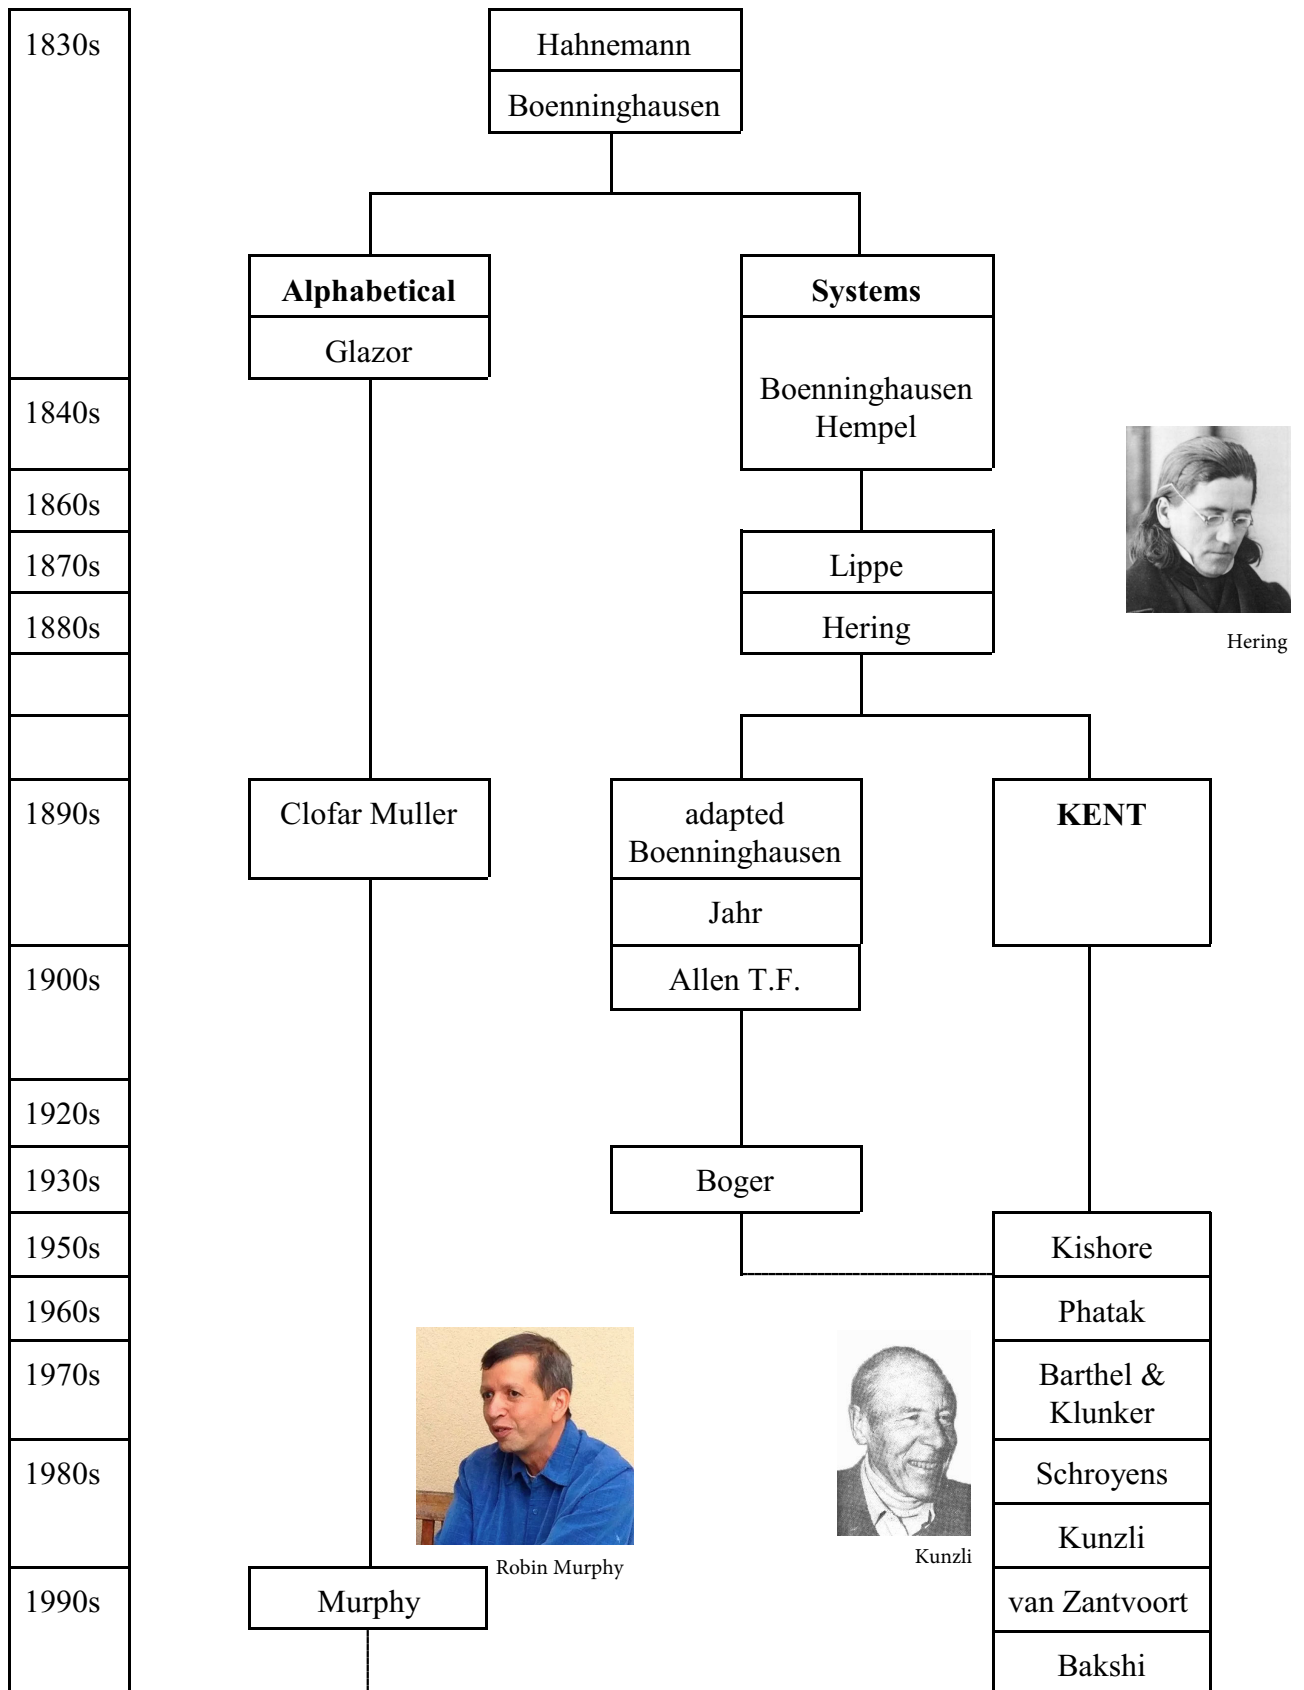 1830s
Hahnemann
Boenninghausen
Alphabetical
Systems
Glazor
1840s
Boenninghausen
Hempel
1860s
1870s
Lippe
1880s
Hering
Hering
1890s
Clofar Muller
adapted
Boenninghausen
KENT
Jahr
1900s
Allen T.F.
1920s
1930s
Boger
1950s
Kishore
1960s
Phatak
1970s
Barthel &
Klunker
1980s
Schroyens
Kunzli
Kunzli
Robin Murphy
1990s
Murphy
van Zantvoort
Bakshi